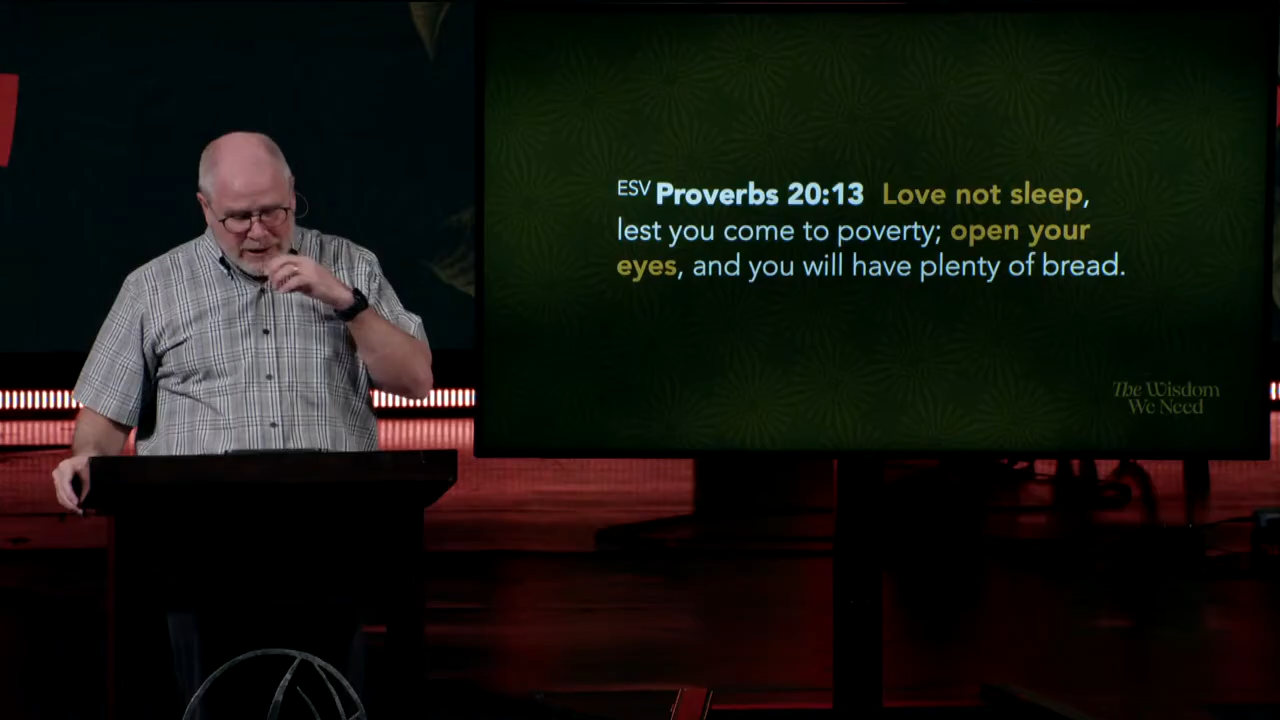 ESV Proverbs 20:13 Love not sleep,
lest you come to poverty; open your
eyes, and you will have plenty of bread.
The Wisdom
We Need